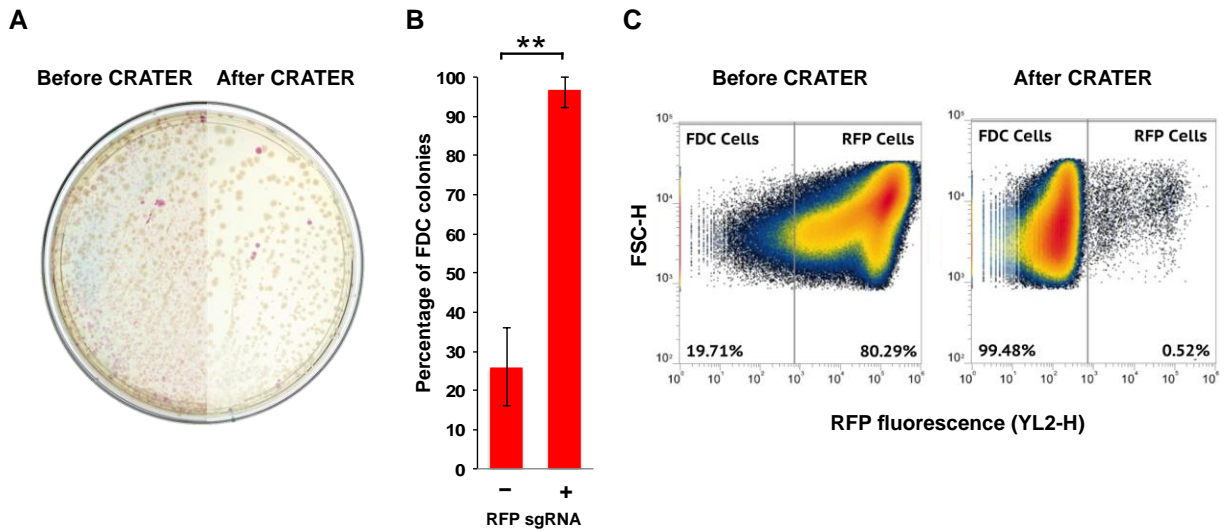 A
Before CRATER After CRATER
B
**
Percentage of FDC colonies
100
90
80
70
60
50
40
30
20
10
0
− +
RFP sgRNA
C
Before CRATER After CRATER
FSC-H
10⁵
10⁴
10³
10²
FDC Cells RFP Cells
19.71% 80.29%
10⁰ 10¹ 10² 10³ 10⁴ 10⁵ 10⁶
10⁵
10⁴
10³
10²
FDC Cells RFP Cells
99.48% 0.52%
10⁰ 10¹ 10² 10³ 10⁴ 10⁵ 10⁶
RFP fluorescence (YL2-H)